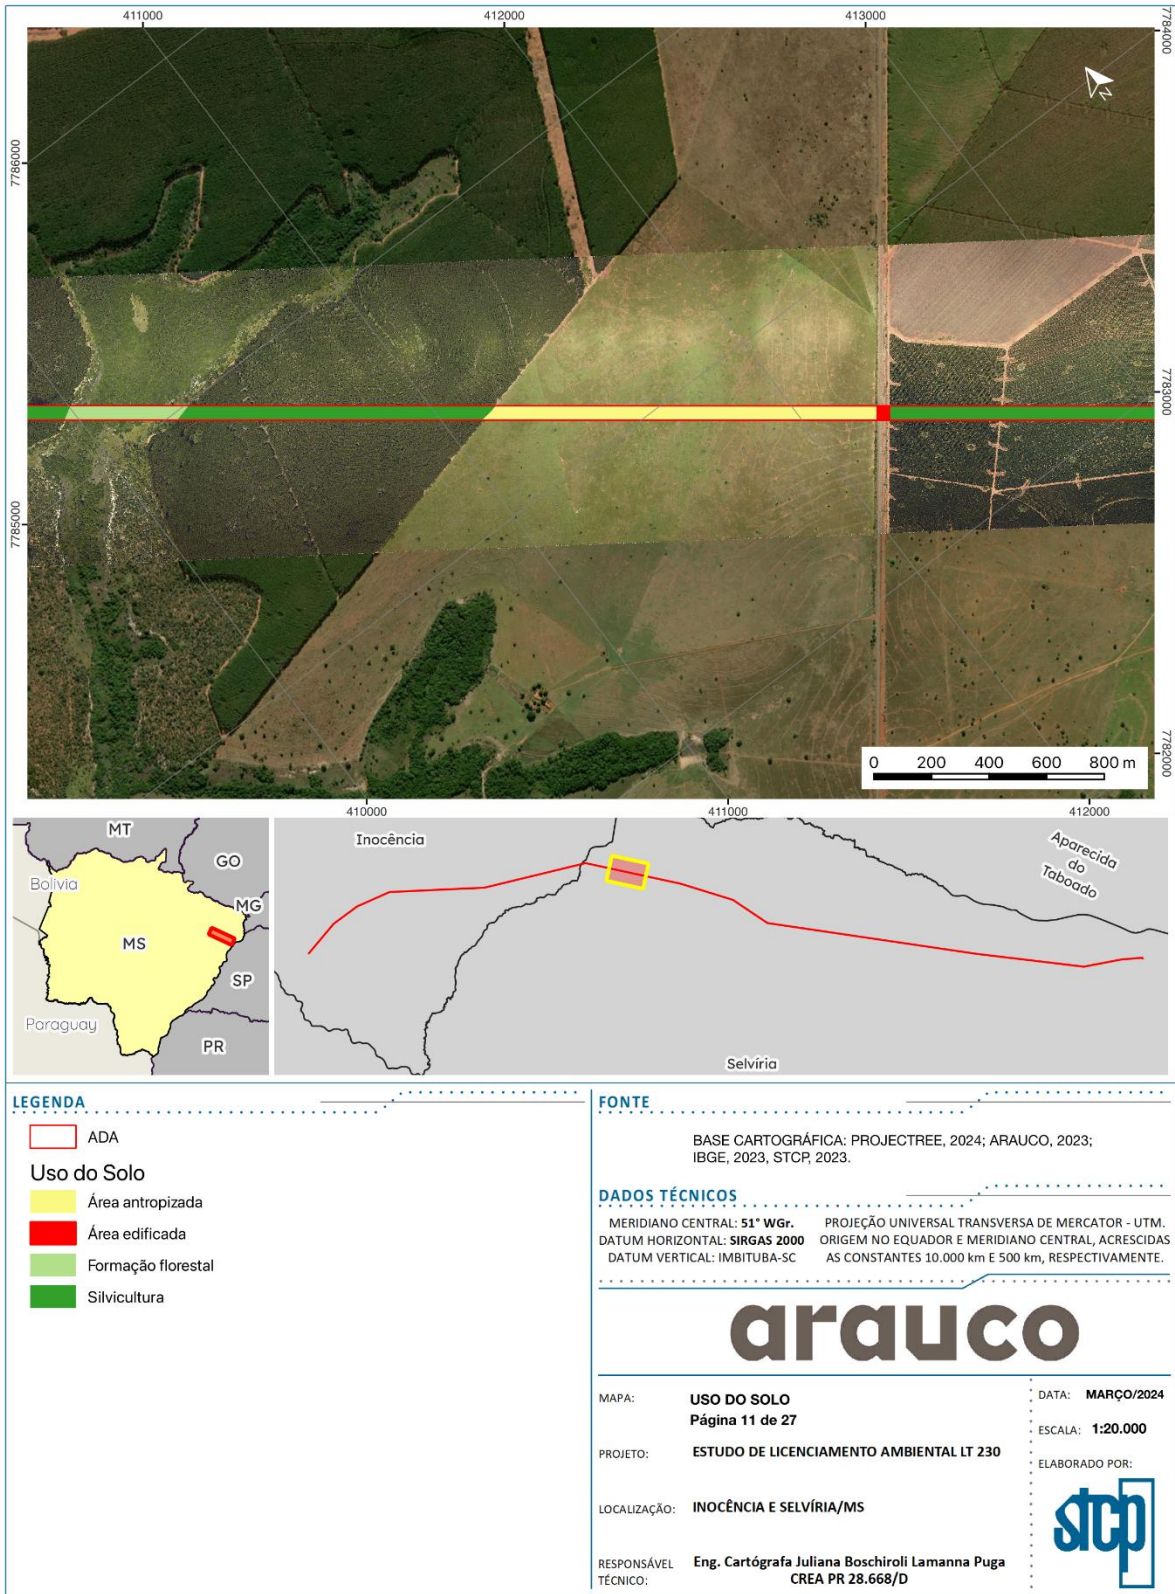 411000
412000
413000
7784000
7786000
N
7783000
7785000
7782000
0 200 400 600 800 m
410000
411000
412000
MT
GO
Bolivia
MG
MS
SP
Paraguay
PR
Inocência
Aparecida
do
Taboado
Selvíria
LEGENDA
ADA
Uso do Solo
Área antropizada
Área edificada
Formação florestal
Silvicultura
FONTE
BASE CARTOGRÁFICA: PROJECTREE, 2024; ARAUCO, 2023;
IBGE, 2023, STCP, 2023.
DADOS TÉCNICOS
MERIDIANO CENTRAL: 51° WGr.
DATUM HORIZONTAL: SIRGAS 2000
DATUM VERTICAL: IMBITUBA-SC
PROJEÇÃO UNIVERSAL TRANSVERSA DE MERCATOR - UTM.
ORIGEM NO EQUADOR E MERIDIANO CENTRAL, ACRESCIDAS
AS CONSTANTES 10.000 km E 500 km, RESPECTIVAMENTE.
arauco
MAPA: USO DO SOLO
Página 11 de 27
PROJETO: ESTUDO DE LICENCIAMENTO AMBIENTAL LT 230
LOCALIZAÇÃO: INOCÊNCIA E SELVÍRIA/MS
RESPONSÁVEL TÉCNICO: Eng. Cartógrafa Juliana Boschiroli Lamanna Puga
CREA PR 28.668/D
DATA: MARÇO/2024
ESCALA: 1:20.000
ELABORADO POR:
stcp